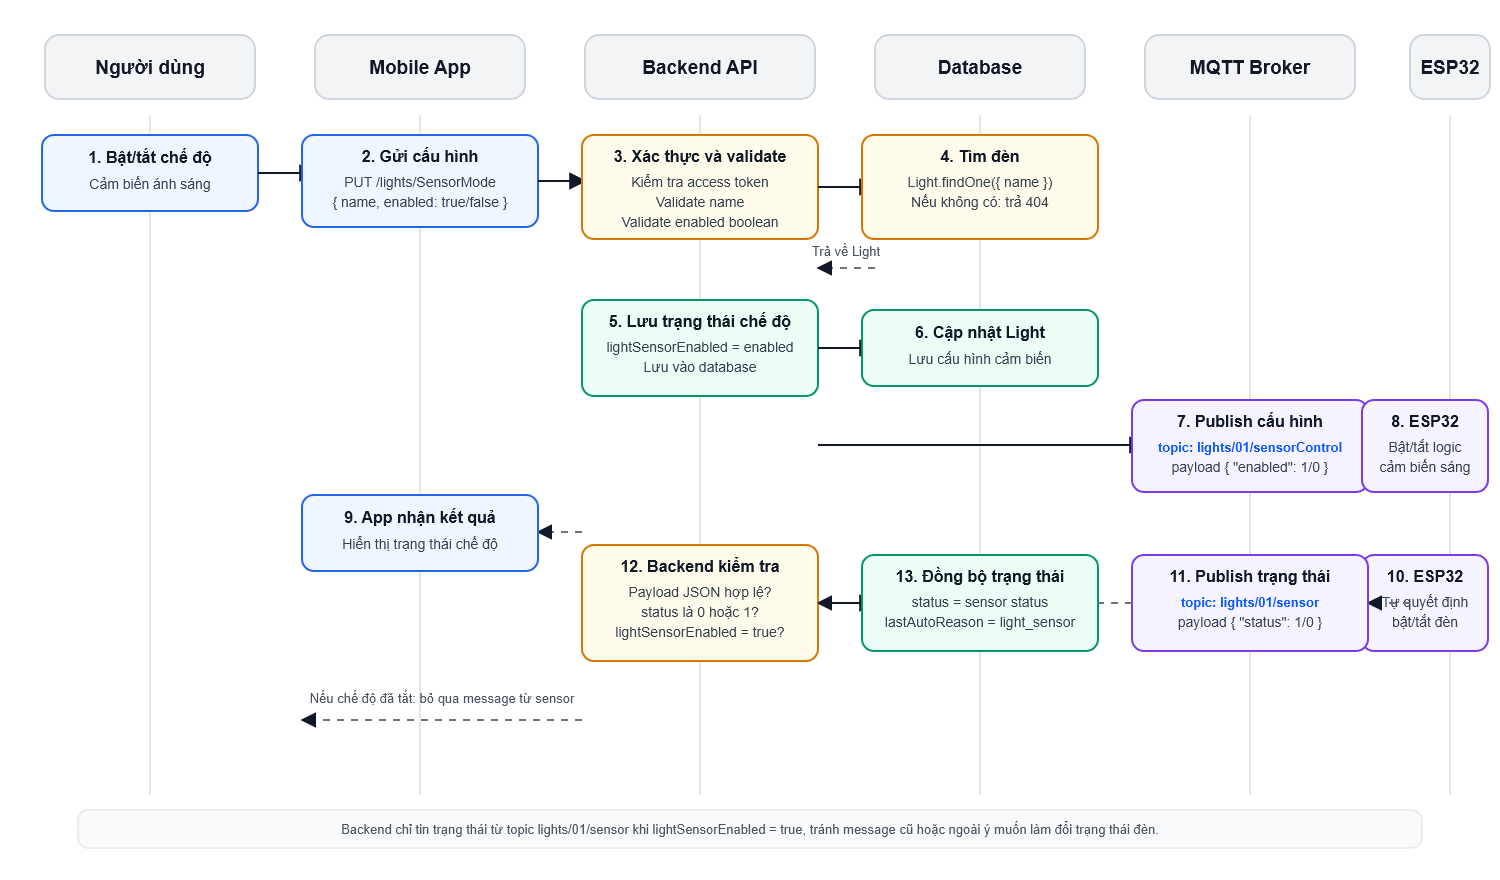 Người dùng
Mobile App
Backend API
Database
MQTT Broker
ESP32
1. Bật/tắt chế độ
Cảm biến ánh sáng
2. Gửi cấu hình
PUT /lights/SensorMode
{ name, enabled: true/false }
3. Xác thực và validate
Kiểm tra access token
Validate name
Validate enabled boolean
4. Tìm đèn
Light.findOne({ name })
Nếu không có: trả 404
Trả về Light
5. Lưu trạng thái chế độ
lightSensorEnabled = enabled
Lưu vào database
6. Cập nhật Light
Lưu cấu hình cảm biến
7. Publish cấu hình
topic: lights/01/sensorControl
payload { "enabled": 1/0 }
8. ESP32
Bật/tắt logic
cảm biến sáng
9. App nhận kết quả
Hiển thị trạng thái chế độ
12. Backend kiểm tra
Payload JSON hợp lệ?
status là 0 hoặc 1?
lightSensorEnabled = true?
13. Đồng bộ trạng thái
status = sensor status
lastAutoReason = light_sensor
11. Publish trạng thái
topic: lights/01/sensor
payload { "status": 1/0 }
10. ESP32
Tự quyết định
bật/tắt đèn
Nếu chế độ đã tắt: bỏ qua message từ sensor
Backend chỉ tin trạng thái từ topic lights/01/sensor khi lightSensorEnabled = true, tránh message cũ hoặc ngoài ý muốn làm đổi trạng thái đèn.